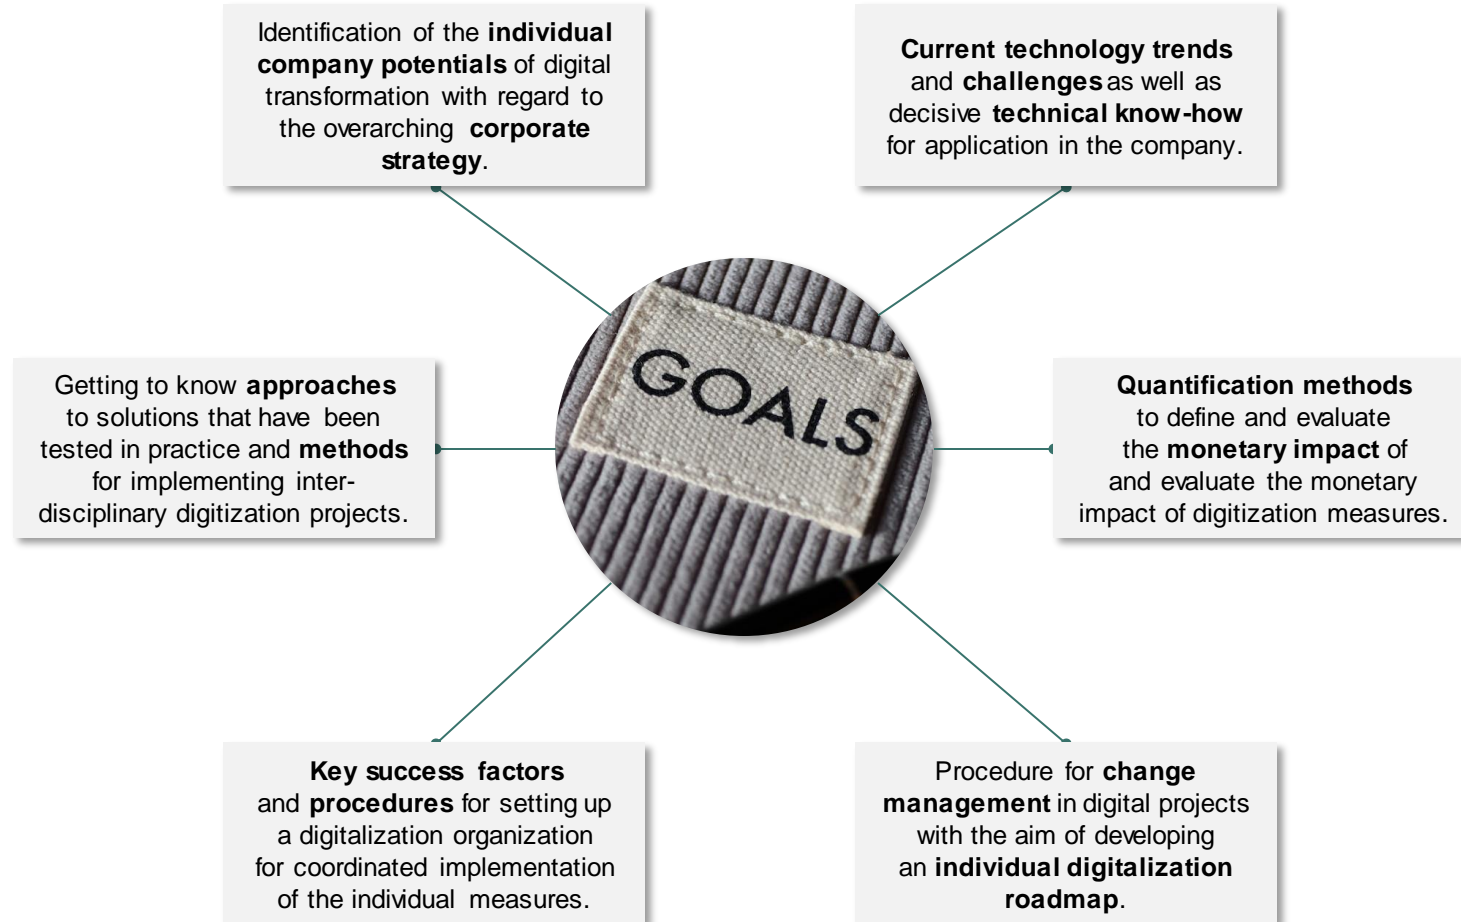 Identification of the individual
company potentials of digital
transformation with regard to
the overarching corporate
strategy.
Current technology trends
and challenges as well as
decisive technical know-how
for application in the company.
GOALS
Getting to know approaches
to solutions that have been
tested in practice and methods
for implementing inter-
disciplinary digitization projects.
Quantification methods
to define and evaluate
the monetary impact of
and evaluate the monetary
impact of digitization measures.
Key success factors
and procedures for setting up
a digitalization organization
for coordinated implementation
of the individual measures.
Procedure for change
management in digital projects
with the aim of developing
an individual digitalization
roadmap.